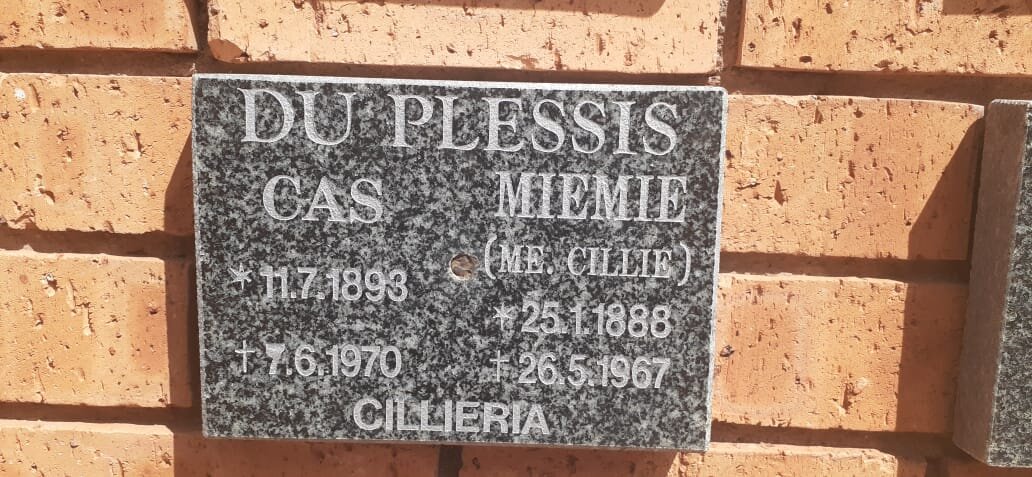 DU PLESSIS
CAS MIEMIE
(ME. CILLIE)
* 11.7.1893 * 25.1.1888
† 7.6.1970 † 26.5.1967
CILLIERIA